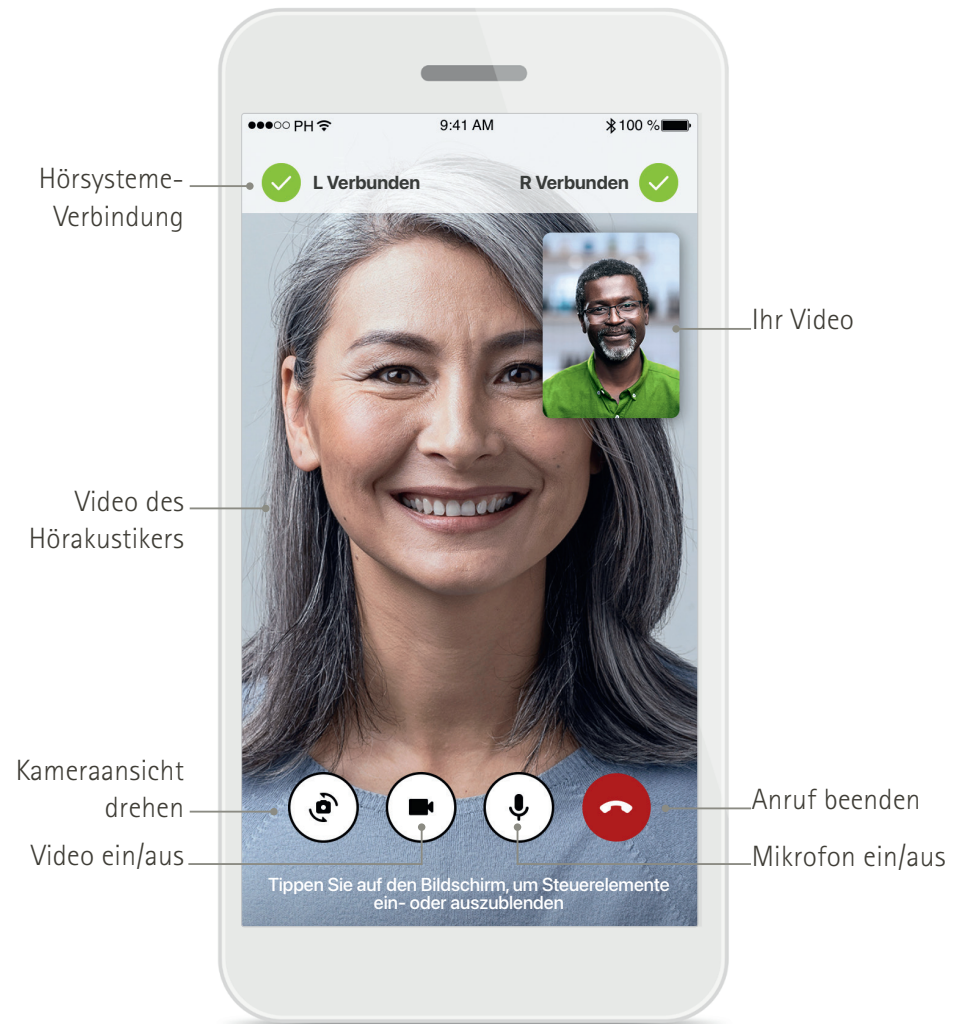 PH
9:41 AM
100 %
Hörsysteme-
Verbindung
L Verbunden
R Verbunden
Ihr Video
Video des
Hörakustikers
Kameraansicht
drehen
Video ein/aus
Anruf beenden
Mikrofon ein/aus
Tippen Sie auf den Bildschirm, um Steuerelemente
ein- oder auszublenden